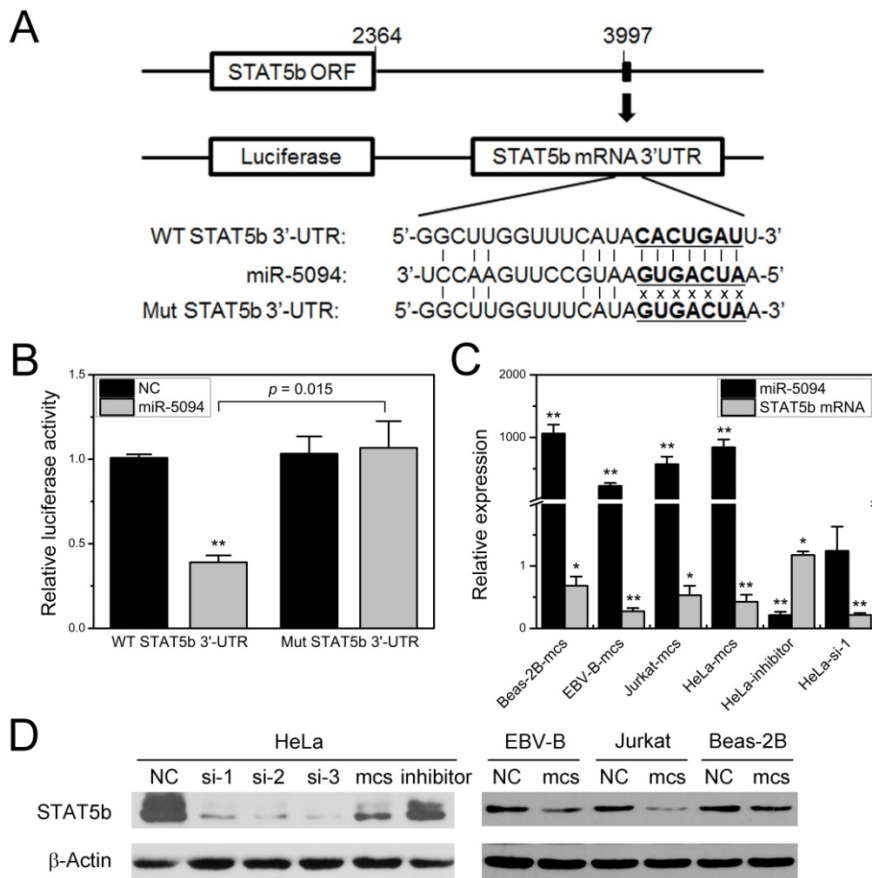 A
2364
3997
STAT5b ORF
Luciferase
STAT5b mRNA 3'UTR
WT STAT5b 3'-UTR: 5'-GGCUUGGUUUCAUACACUGAUU-3'
miR-5094: 3'-UCCAAGUUCCGUAAGUGACUAA-5'
x x x x x x x
Mut STAT5b 3'-UTR: 5'-GGCUUGGUUUCAUAGUGACUAA-3'
B
NC
miR-5094
p = 0.015
**
Relative luciferase activity
1.5
1.0
0.5
0.0
WT STAT5b 3'-UTR
Mut STAT5b 3'-UTR
C
miR-5094
STAT5b mRNA
Relative expression
2000
1000
1
0
** ** ** ** * 
* ** * ** ** **
Beas-2B-mcs
EBV-B-mcs
Jurkat-mcs
HeLa-mcs
HeLa-inhibitor
HeLa-si-1
D
HeLa
EBV-B
Jurkat
Beas-2B
NC si-1 si-2 si-3 mcs inhibitor
NC mcs NC mcs NC mcs
STAT5b
β-Actin